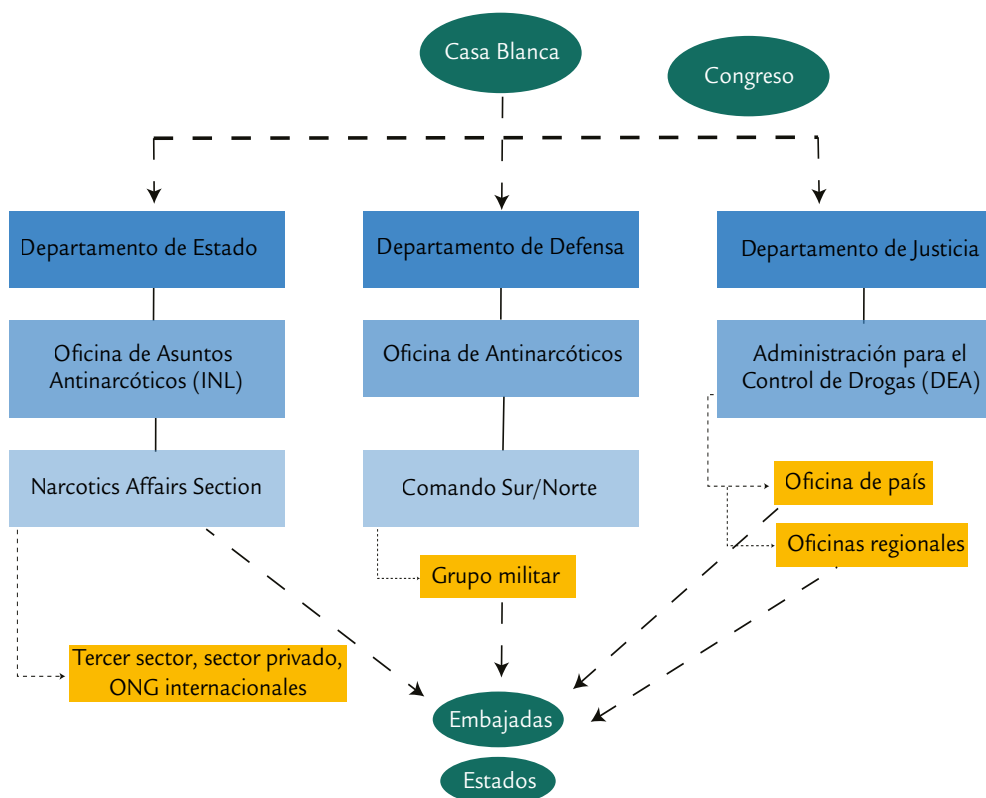 Casa Blanca
Congreso
Departamento de Estado
Departamento de Defensa
Departamento de Justicia
Oficina de Asuntos
Antinarcóticos (INL)
Oficina de Antinarcóticos
Administración para el
Control de Drogas (DEA)
Narcotics Affairs Section
Comando Sur/Norte
Oficina de país
Oficinas regionales
Grupo militar
Tercer sector, sector privado,
ONG internacionales
Embajadas
Estados